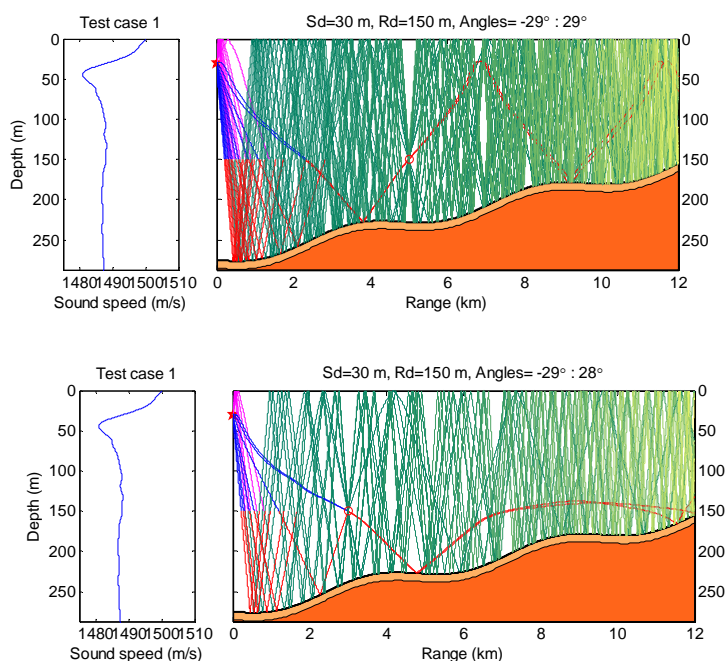 Test case 1
Sd=30 m, Rd=150 m, Angles= -29° : 29°
0
50
100
150
200
250
Depth (m)
1480 1490 1500 1510
Sound speed (m/s)
0
50
100
150
200
250
0 2 4 6 8 10 12
Range (km)
Test case 1
Sd=30 m, Rd=150 m, Angles= -29° : 28°
0
50
100
150
200
250
Depth (m)
1480 1490 1500 1510
Sound speed (m/s)
0
50
100
150
200
250
0 2 4 6 8 10 12
Range (km)